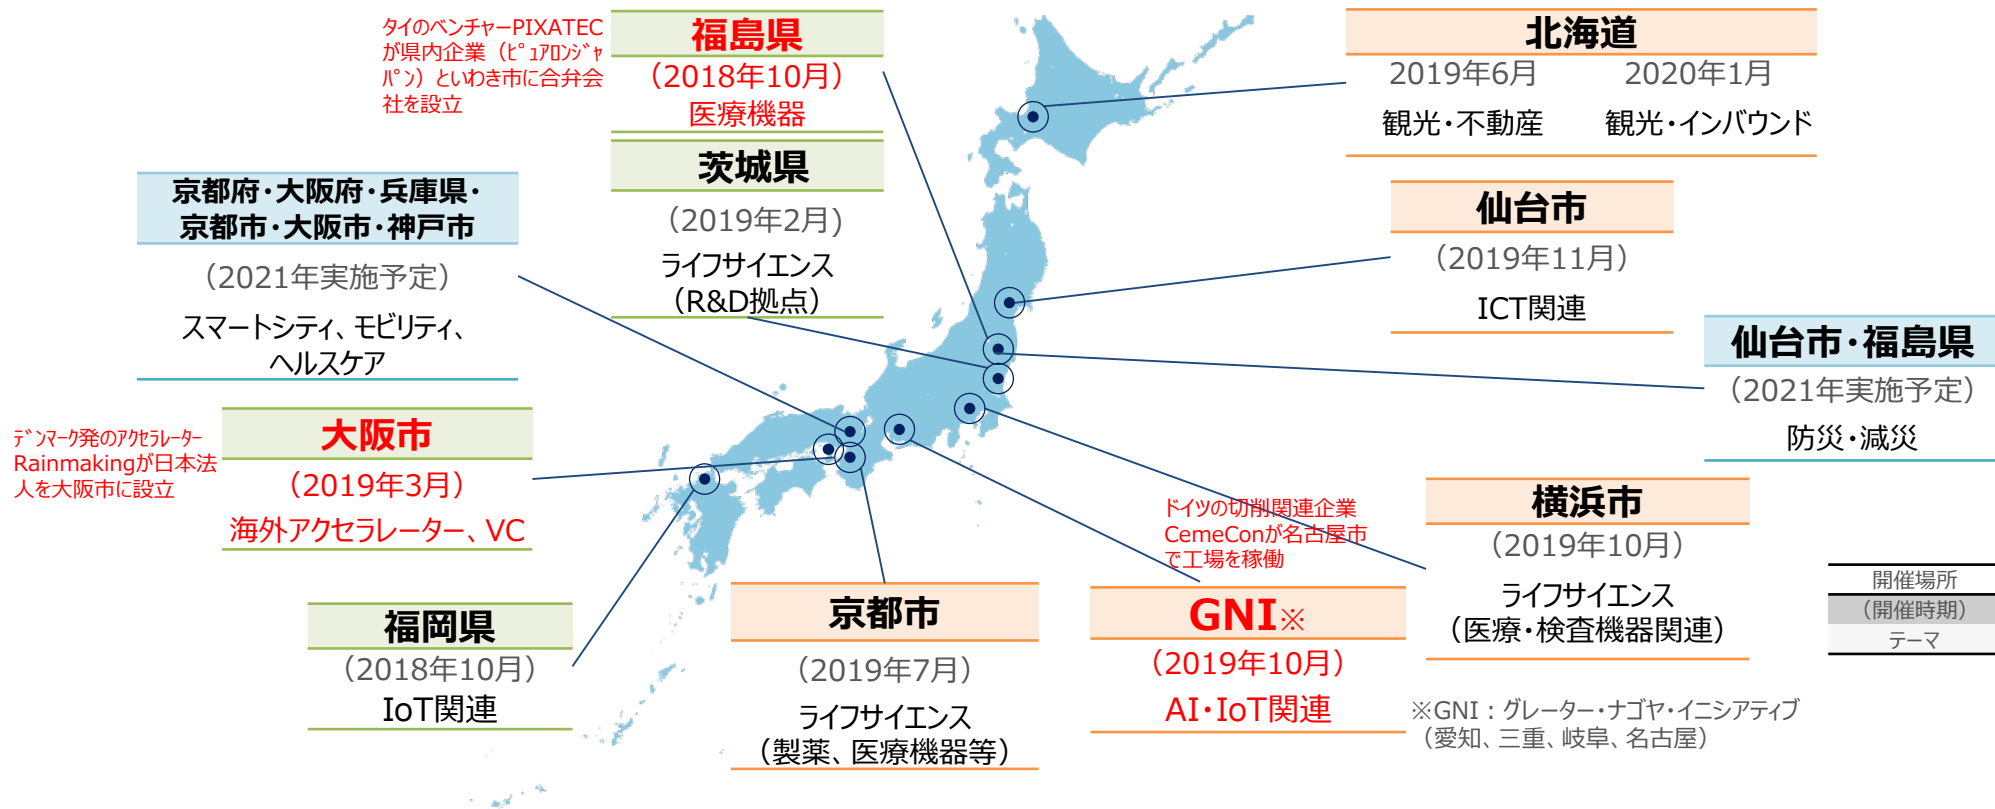 タイのベンチャーPIXATEC
が県内企業（ﾋﾟｭｱﾛﾝｼﾞｬ
ﾊﾟﾝ）といわき市に合弁会
社を設立
福島県
（2018年10月）
医療機器
茨城県
（2019年2月)
ライフサイエンス
（R&D拠点）
北海道
2019年6月 2020年1月
観光・不動産 観光・インバウンド
京都府・大阪府・兵庫県・
京都市・大阪市・神戸市
（2021年実施予定）
スマートシティ、モビリティ、
ヘルスケア
仙台市
（2019年11月）
ICT関連
仙台市・福島県
（2021年実施予定）
防災・減災
ﾃﾞﾝﾏｰｸ発のｱｸｾﾗﾚｰﾀｰ
Rainmakingが日本法
人を大阪市に設立
大阪市
（2019年3月）
海外アクセラレーター、VC
ドイツの切削関連企業
CemeConが名古屋市
で工場を稼働
横浜市
（2019年10月）
ライフサイエンス
（医療・検査機器関連）
福岡県
（2018年10月）
IoT関連
京都市
（2019年7月）
ライフサイエンス
（製薬、医療機器等）
GNI※
（2019年10月）
AI・IoT関連
開催場所
（開催時期）
テーマ
※GNI：グレーター・ナゴヤ・イニシアティブ
（愛知、三重、岐阜、名古屋）